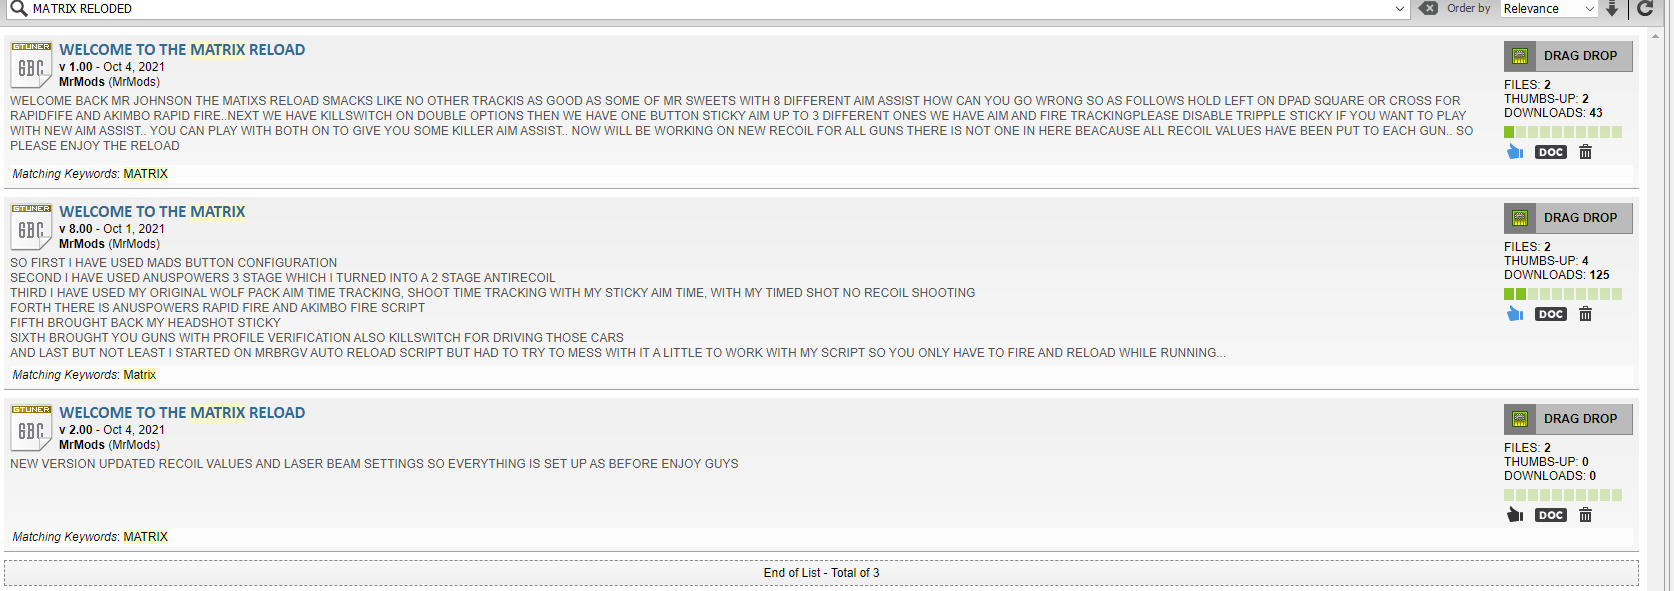 MATRIX RELODED
Order by
Relevance
GTUNER
GBC
WELCOME TO THE MATRIX RELOAD
v 1.00 - Oct 4, 2021
MrMods (MrMods)
WELCOME BACK MR JOHNSON THE MATIXS RELOAD SMACKS LIKE NO OTHER TRACKIS AS GOOD AS SOME OF MR SWEETS WITH 8 DIFFERENT AIM ASSIST HOW CAN YOU GO WRONG SO AS FOLLOWS HOLD LEFT ON DPAD SQUARE OR CROSS FOR
RAPIDFIFE AND AKIMBO RAPID FIRE..NEXT WE HAVE KILLSWITCH ON DOUBLE OPTIONS THEN WE HAVE ONE BUTTON STICKY AIM UP TO 3 DIFFERENT ONES WE HAVE AIM AND FIRE TRACKINGPLEASE DISABLE TRIPPLE STICKY IF YOU WANT TO PLAY
WITH NEW AIM ASSIST.. YOU CAN PLAY WITH BOTH ON TO GIVE YOU SOME KILLER AIM ASSIST.. NOW WILL BE WORKING ON NEW RECOIL FOR ALL GUNS THERE IS NOT ONE IN HERE BEACAUSE ALL RECOIL VALUES HAVE BEEN PUT TO EACH GUN.. SO
PLEASE ENJOY THE RELOAD
Matching Keywords: MATRIX
DRAG DROP
FILES: 2
THUMBS-UP: 2
DOWNLOADS: 43
DOC
GTUNER
GBC
WELCOME TO THE MATRIX
v 8.00 - Oct 1, 2021
MrMods (MrMods)
SO FIRST I HAVE USED MADS BUTTON CONFIGURATION
SECOND I HAVE USED ANUSPOWERS 3 STAGE WHICH I TURNED INTO A 2 STAGE ANTIRECOIL
THIRD I HAVE USED MY ORIGINAL WOLF PACK AIM TIME TRACKING, SHOOT TIME TRACKING WITH MY STICKY AIM TIME, WITH MY TIMED SHOT NO RECOIL SHOOTING
FORTH THERE IS ANUSPOWERS RAPID FIRE AND AKIMBO FIRE SCRIPT
FIFTH BROUGHT BACK MY HEADSHOT STICKY
SIXTH BROUGHT YOU GUNS WITH PROFILE VERIFICATION ALSO KILLSWITCH FOR DRIVING THOSE CARS
AND LAST BUT NOT LEAST I STARTED ON MRBRGV AUTO RELOAD SCRIPT BUT HAD TO TRY TO MESS WITH IT A LITTLE TO WORK WITH MY SCRIPT SO YOU ONLY HAVE TO FIRE AND RELOAD WHILE RUNNING...
Matching Keywords: Matrix
DRAG DROP
FILES: 2
THUMBS-UP: 4
DOWNLOADS: 125
DOC
GTUNER
GBC
WELCOME TO THE MATRIX RELOAD
v 2.00 - Oct 4, 2021
MrMods (MrMods)
NEW VERSION UPDATED RECOIL VALUES AND LASER BEAM SETTINGS SO EVERYTHING IS SET UP AS BEFORE ENJOY GUYS
Matching Keywords: MATRIX
DRAG DROP
FILES: 2
THUMBS-UP: 0
DOWNLOADS: 0
DOC
End of List - Total of 3